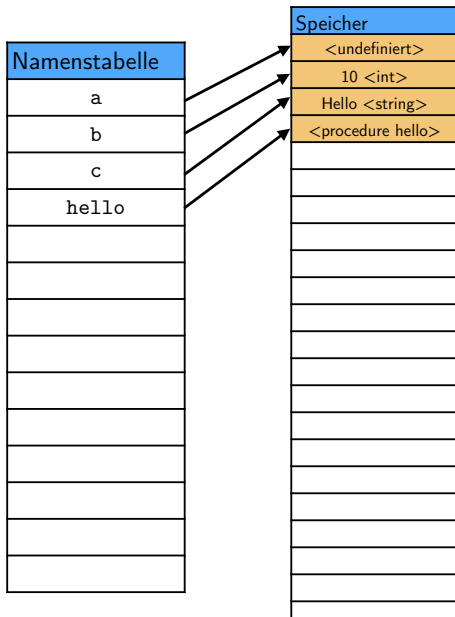 Namenstabelle
a
b
c
hello
Speicher
<undefiniert>
10 <int>
Hello <string>
<procedure hello>